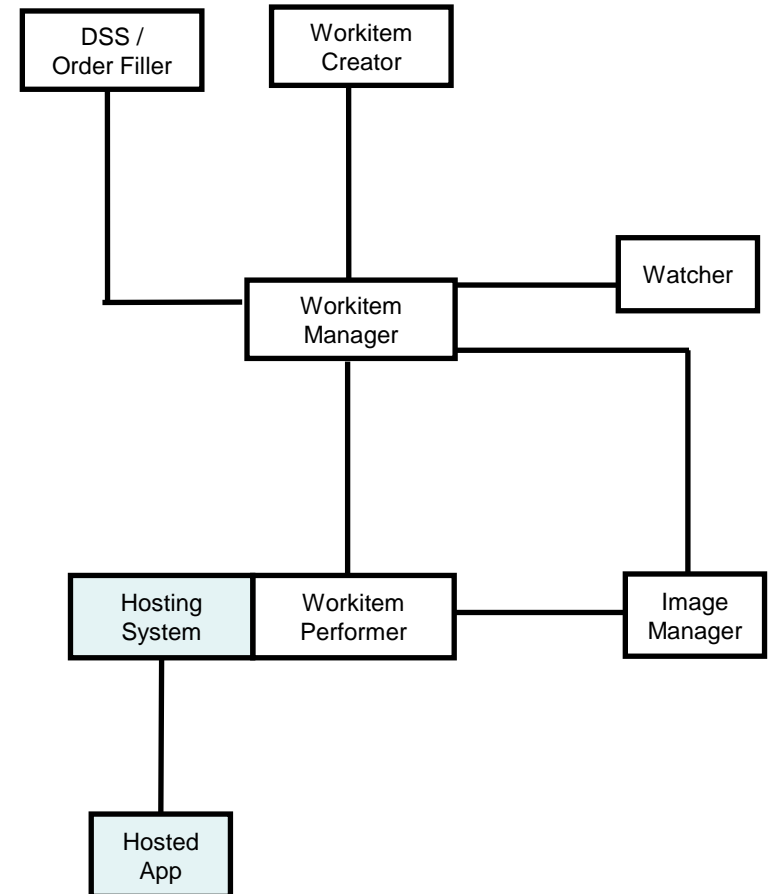 DSS /
Order Filler
Workitem
Creator
Watcher
Workitem
Manager
Hosting
System
Workitem
Performer
Image
Manager
Hosted
App